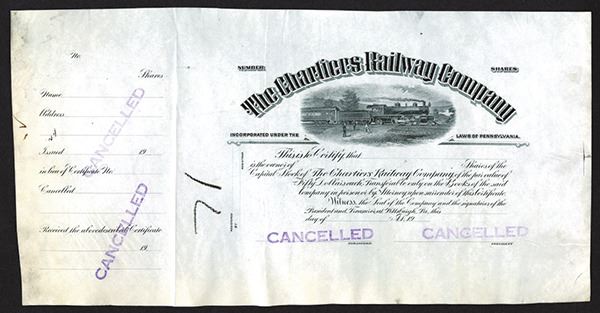 No.
Shares
Name
Address
Issued 19
in lieu of Certificate No.
Cancelled
Received the above described Certificate
19
CANCELLED
CANCELLED
NUMBER:
SHARES:
The Chartiers Railway Company
INCORPORATED UNDER THE LAWS OF PENNSYLVANIA.
This is to Certify that
is the owner of Shares of the
Capital Stock of The Chartiers Railway Company of the par value of
Fifty Dollars each, Transferable only on the Books of the said
Company in person or by Attorney upon surrender of this Certificate
Witness, the Seal of the Company and the signatures of the
President and Treasurer at Pittsburgh, Pa., this
day of A.D. 19
CANCELLED
CANCELLED
PRESIDENT.